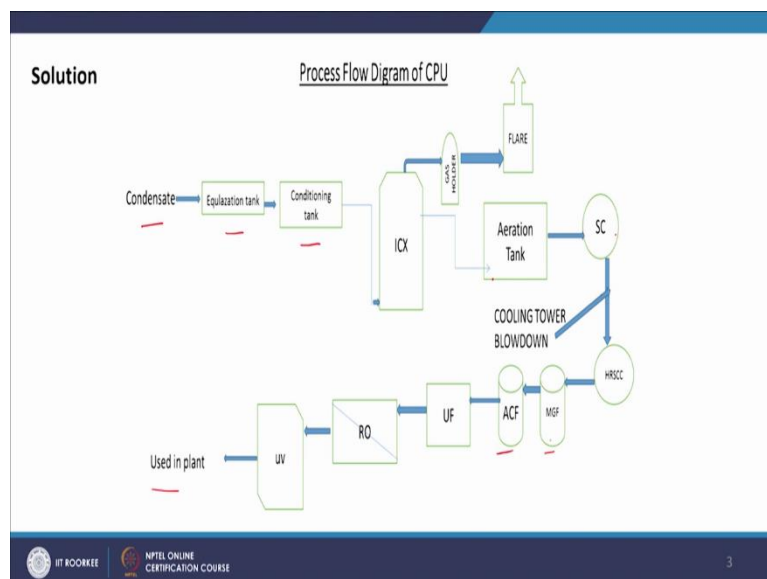 Solution
Process Flow Digram of CPU
Condensate
Equlazation tank
Conditioning
tank
ICX
GAS
HOLDER
FLARE
Aeration
Tank
SC
COOLING TOWER
BLOWDOWN
HRSCC
MGF
ACF
UF
RO
uv
Used in plant
IIT ROORKEE
NPTEL ONLINE
CERTIFICATION COURSE
3